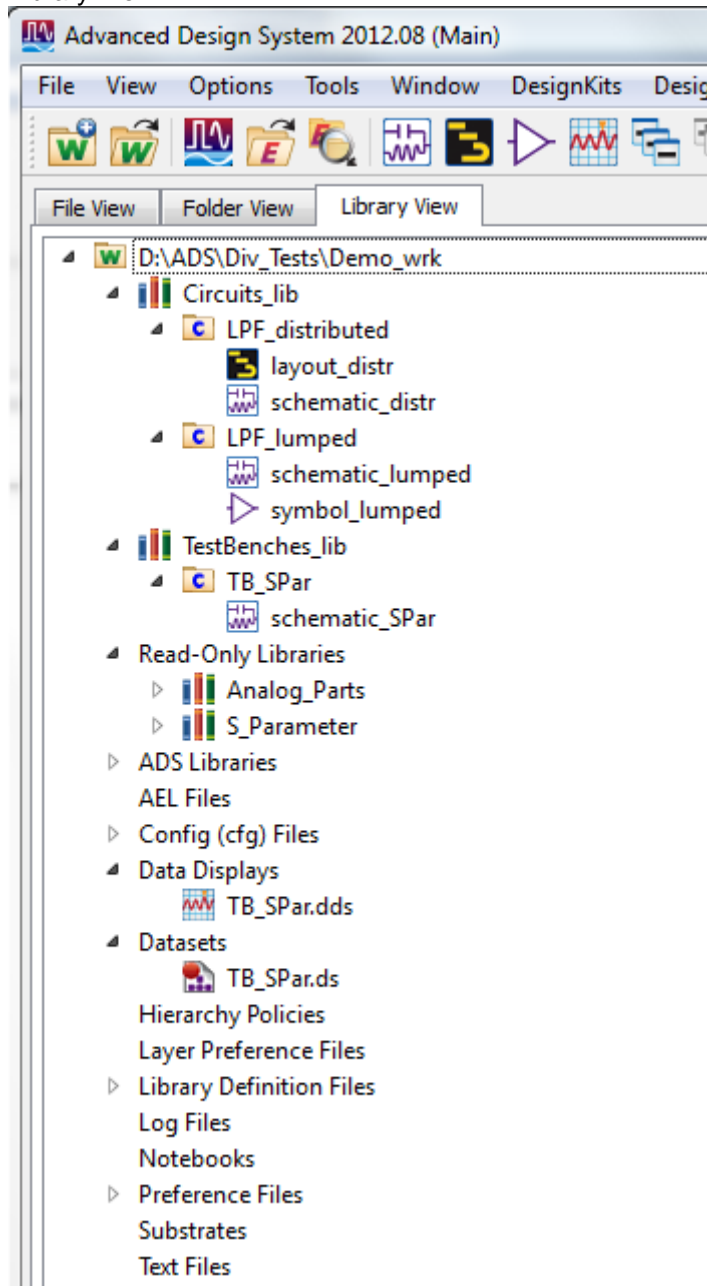 Advanced Design System 2012.08 (Main)
File View Options Tools Window DesignKits
File View Folder View Library View
D:\ADS\Div_Tests\Demo_wrk
Circuits_lib
LPF_distributed
layout_distr
schematic_distr
LPF_lumped
schematic_lumped
symbol_lumped
TestBenches_lib
TB_SPar
schematic_SPar
Read-Only Libraries
Analog_Parts
S_Parameter
ADS Libraries
AEL Files
Config (cfg) Files
Data Displays
TB_SPar.dds
Datasets
TB_SPar.ds
Hierarchy Policies
Layer Preference Files
Library Definition Files
Log Files
Notebooks
Preference Files
Substrates
Text Files